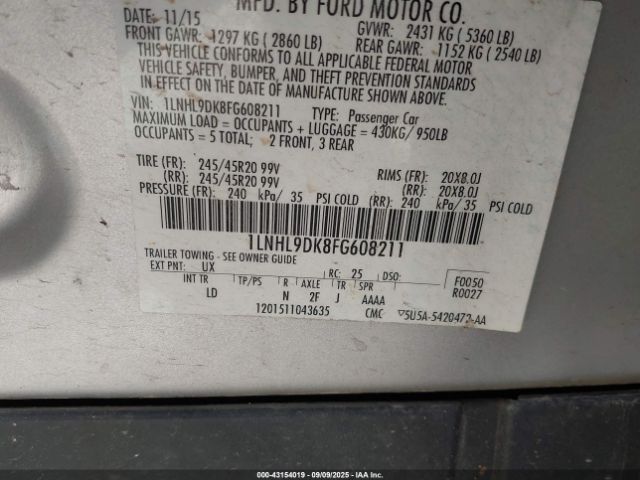 MFD. BY FORD MOTOR CO.
DATE: 11/15 GVWR: 2431 KG ( 5360 LB)
FRONT GAWR: 1297 KG ( 2860 LB) REAR GAWR: 1152 KG ( 2540 LB)
THIS VEHICLE CONFORMS TO ALL APPLICABLE FEDERAL MOTOR
VEHICLE SAFETY, BUMPER, AND THEFT PREVENTION STANDARDS
IN EFFECT ON THE DATE OF MANUFACTURE SHOWN ABOVE.
VIN: 1LNHL9DK8FG608211 TYPE: Passenger Car
MAXIMUM LOAD = OCCUPANTS + LUGGAGE = 430KG/ 950LB
OCCUPANTS = 5 TOTAL; 2 FRONT, 3 REAR
TIRE (FR): 245/45R20 99V RIMS (FR): 20X8.0J
(RR): 245/45R20 99V (RR): 20X8.0J
PRESSURE (FR): 240 kPa/ 35 PSI COLD (RR): 240 kPa/ 35 PSI COLD
1LNHL9DK8FG608211
TRAILER TOWING - SEE OWNER GUIDE
EXT PNT: UX RC: 25 DSO: F0050
INT TR TP/PS R AXLE TR SPR R0027
LD N 2F J AAAA
1201511043635 CMC ▽5U5A-5420472-AA
00-43154019 | 09/09/2025 - IAA Inc.